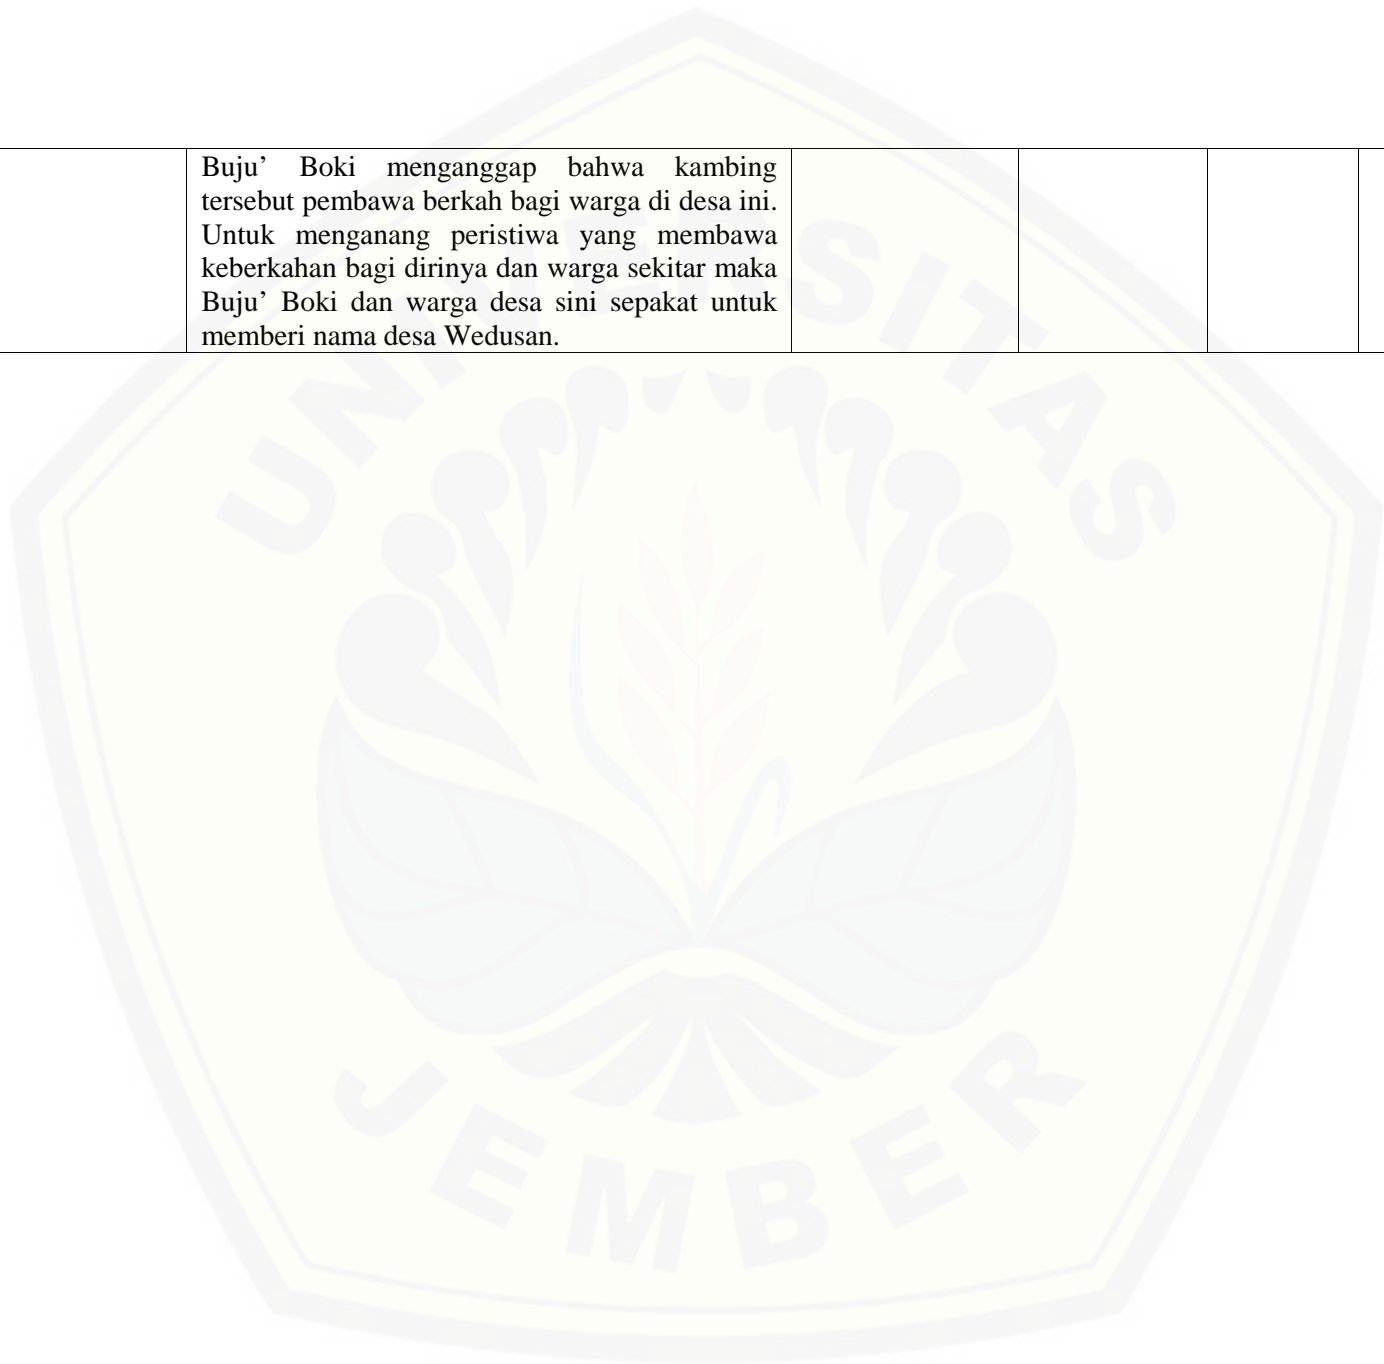 Buju’ Boki menganggap bahwa kambing
tersebut pembawa berkah bagi warga di desa ini.
Untuk menganang peristiwa yang membawa
keberkahan bagi dirinya dan warga sekitar maka
Buju’ Boki dan warga desa sini sepakat untuk
memberi nama desa Wedusan.
UNIVERSITAS
JEMBER